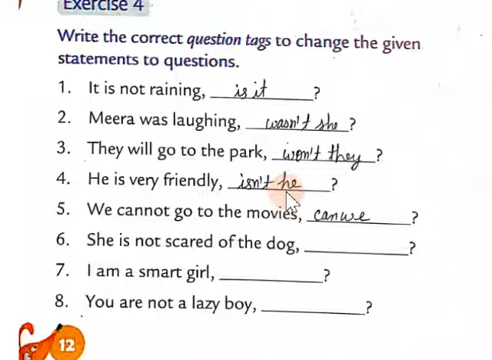 Exercise 4
Write the correct question tags to change the given
statements to questions.
1. It is not raining, is it ?
2. Meera was laughing, wasn't she ?
3. They will go to the park, won't they ?
4. He is very friendly, isn't he ?
5. We cannot go to the movies, can we ?
6. She is not scared of the dog, ____________ ?
7. I am a smart girl, ____________ ?
8. You are not a lazy boy, ____________ ?
12